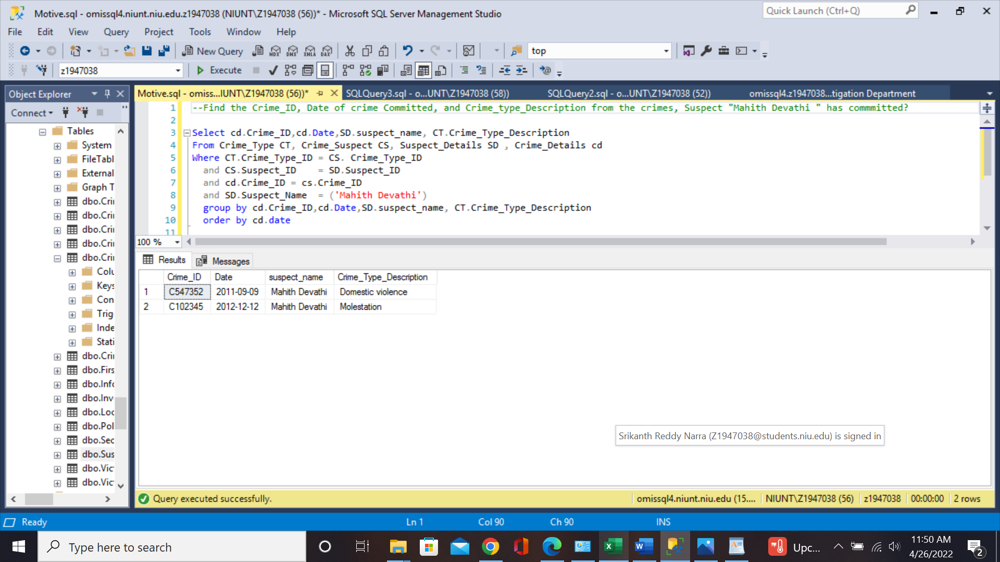 Motive.sql - omissql4.niunt.niu.edu.z1947038 (NIUNT\Z1947038 (56))* - Microsoft SQL Server Management Studio
Quick Launch (Ctrl+Q)
File Edit View Query Project Tools Window Help
New Query MDX DMX XMLA DAX top
z1947038 Execute
Object Explorer
Connect
Motive.sql - omiss...IUNT\Z1947038 (56))* SQLQuery3.sql - o...UNT\Z1947038 (58)) SQLQuery2.sql - o...UNT\Z1947038 (52)) omissql4.z1947038...tigation Department
Tables
System
FileTabl
External
Graph T
dbo.Cri
dbo.Cri
dbo.Cri
dbo.Cri
dbo.Cri
Colu
Keys
Con
Trig
Inde
Stati
dbo.Cri
dbo.Firs
dbo.Info
dbo.Inv
dbo.Loc
dbo.Pol
dbo.Sec
dbo.Sus
dbo.Vic
dbo.Vic
1 --Find the Crime_ID, Date of crime Committed, and Crime_type_Description from the crimes, Suspect "Mahith Devathi " has commmitted?
2
3 Select cd.Crime_ID,cd.Date,SD.suspect_name, CT.Crime_Type_Description
4 From Crime_Type CT, Crime_Suspect CS, Suspect_Details SD , Crime_Details cd
5 Where CT.Crime_Type_ID = CS. Crime_Type_ID
6 and CS.Suspect_ID    = SD.Suspect_ID
7 and cd.Crime_ID = cs.Crime_ID
8 and SD.Suspect_Name  = ('Mahith Devathi')
9 group by cd.Crime_ID,cd.Date,SD.suspect_name, CT.Crime_Type_Description
10 order by cd.date
11
100 %
Results Messages
Crime_ID Date suspect_name Crime_Type_Description
1 C547352 2011-09-09 Mahith Devathi Domestic violence
2 C102345 2012-12-12 Mahith Devathi Molestation
Srikanth Reddy Narra (Z1947038@students.niu.edu) is signed in
Query executed successfully. omissql4.niunt.niu.edu (15.... NIUNT\Z1947038 (56) z1947038 00:00:00 2 rows
Ready Ln 1 Col 90 Ch 90 INS
Type here to search
Upc...
11:50 AM
4/26/2022
2